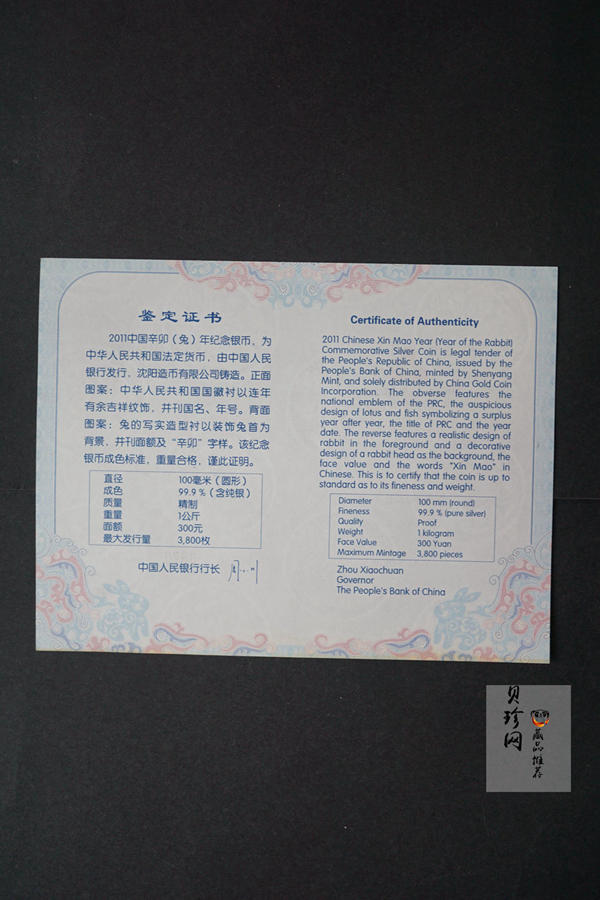 鉴定证书
2011中国辛卯（兔）年纪念银币，为
中华人民共和国法定货币，由中国人民
银行发行，沈阳造币有限公司铸造。正面
图案：中华人民共和国国徽衬以连年
有余吉祥纹饰，并刊国名、年号。背面
图案：兔的写实造型衬以装饰兔首为
背景，并刊面额及“辛卯”字样。该纪念
银币成色标准，重量合格，谨此证明。
直径 100毫米（圆形）
成色 99.9％（含纯银）
质量 精制
重量 1公斤
面额 300元
最大发行量 3,800枚
中国人民银行行长
Certificate of Authenticity
2011 Chinese Xin Mao Year (Year of the Rabbit)
Commemorative Silver Coin is legal tender of
the People's Republic of China, issued by the
People's Bank of China, minted by Shenyang
Mint, and solely distributed by China Gold Coin
Incorporation. The obverse features the
national emblem of the PRC, the auspicious
design of lotus and fish symbolizing a surplus
year after year, the title of PRC and the year
date. The reverse features a realistic design of
rabbit in the foreground and a decorative
design of a rabbit head as the background, the
face value and the words "Xin Mao" in
Chinese. This is to certify that the coin is up to
standard as to its fineness and weight.
Diameter 100 mm (round)
Fineness 99.9 % (pure silver)
Quality Proof
Weight 1 kilogram
Face Value 300 Yuan
Maximum Mintage 3,800 pieces
Zhou Xiaochuan
Governor
The People's Bank of China
贝珍网
藏品推荐